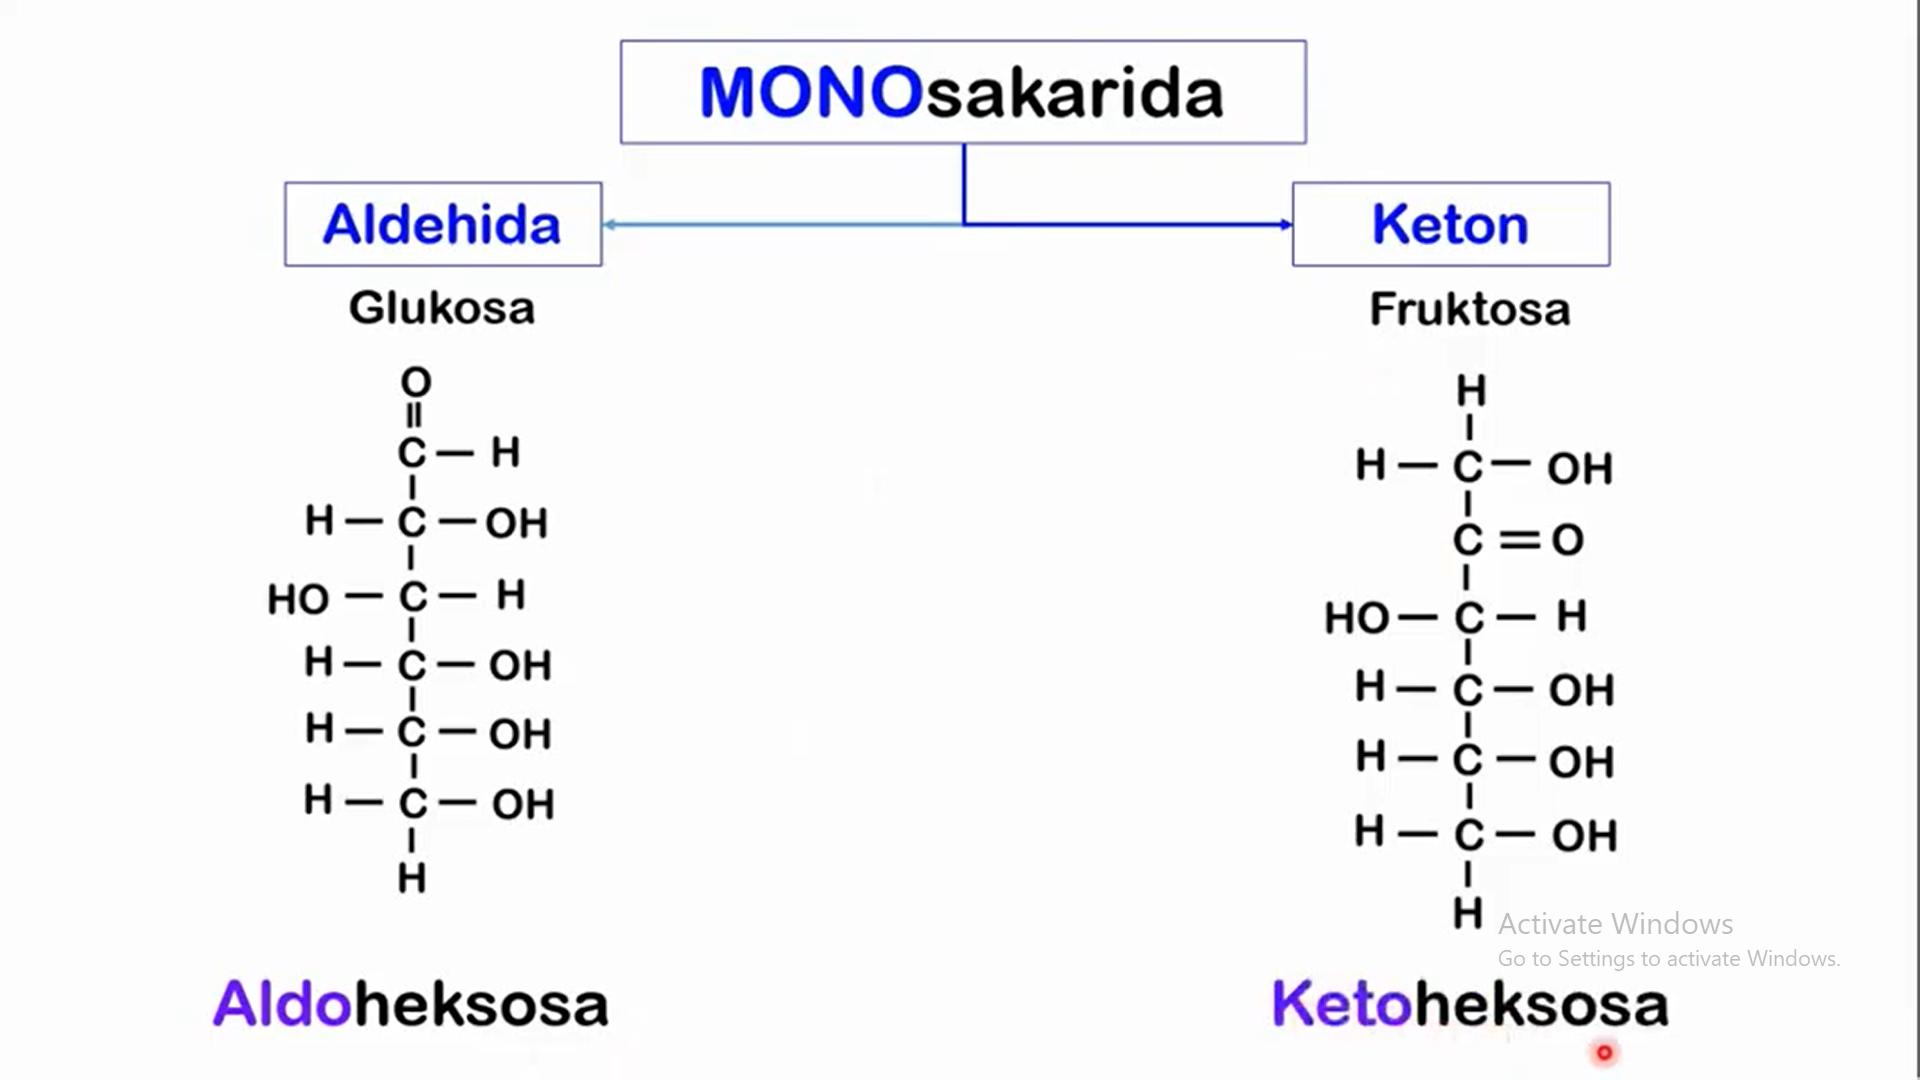 MONOsakarida
Aldehida
Keton
Glukosa
Fruktosa
O
||
C — H
|
H — C — OH
|
HO — C — H
|
H — C — OH
|
H — C — OH
|
H — C — OH
|
H
H
|
H — C — OH
|
C = O
|
HO — C — H
|
H — C — OH
|
H — C — OH
|
H — C — OH
|
H
Activate Windows
Go to Settings to activate Windows.
Aldoheksosa
Ketoheksosa